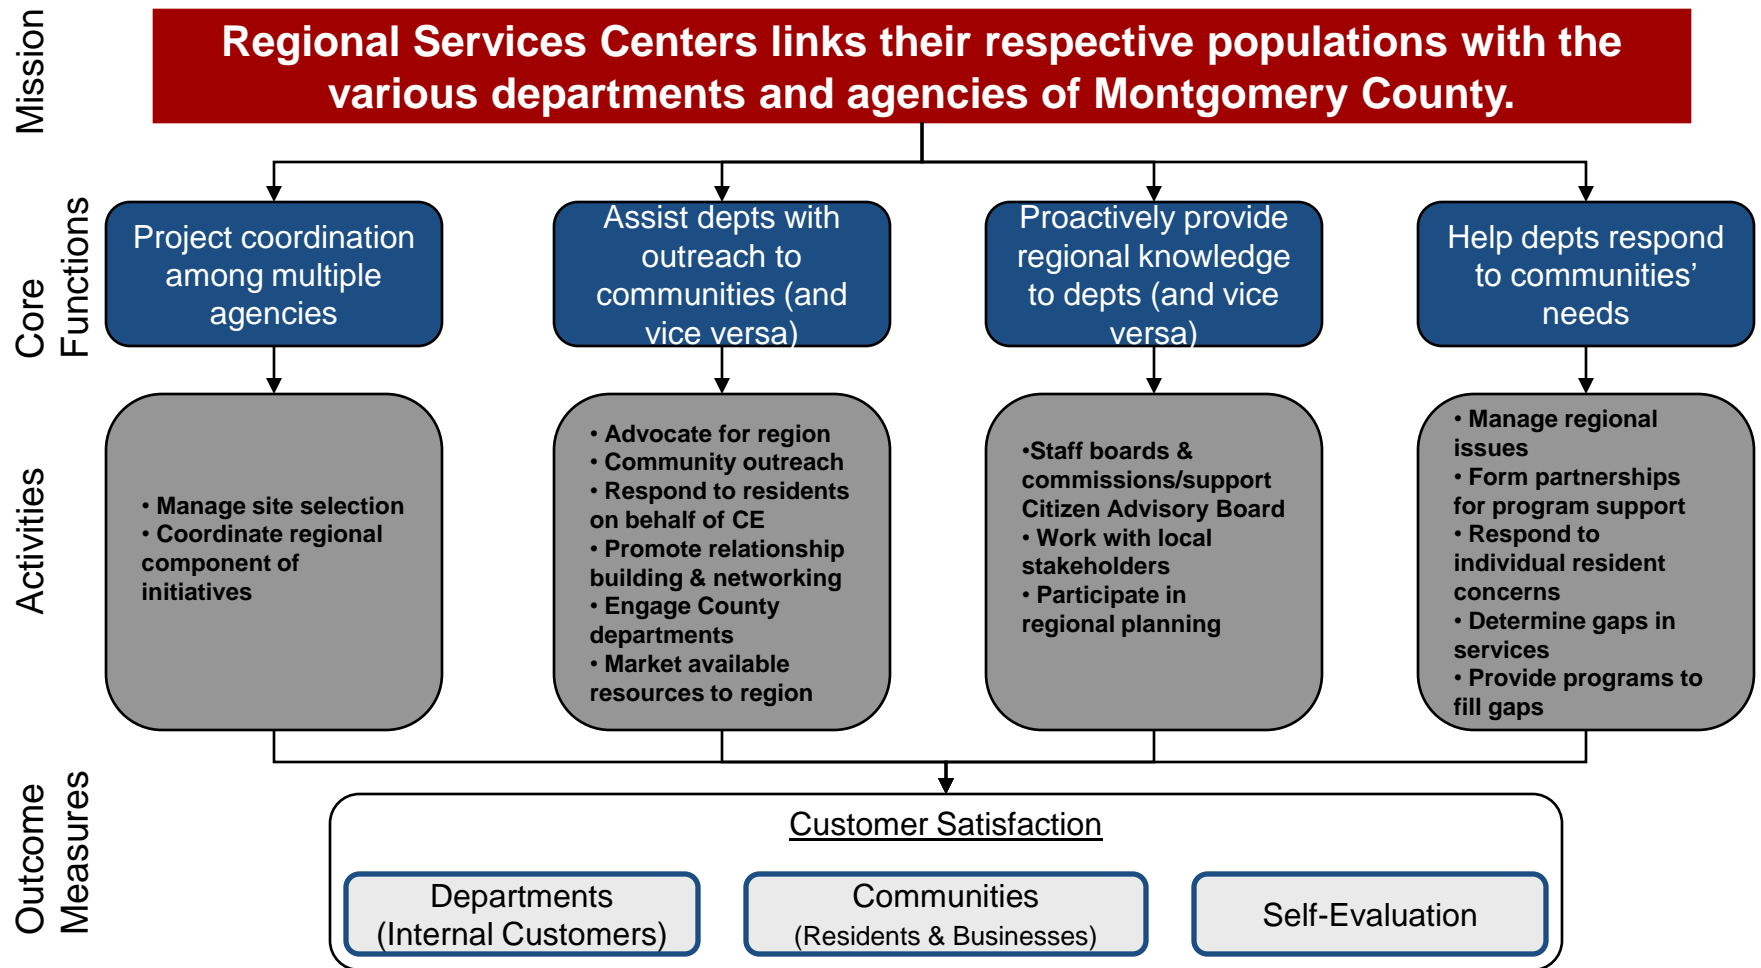 Mission
Regional Services Centers links their respective populations with the
various departments and agencies of Montgomery County.
Core
Functions
Project coordination
among multiple
agencies
Assist depts with
outreach to
communities (and
vice versa)
Proactively provide
regional knowledge
to depts (and vice
versa)
Help depts respond
to communities’
needs
Activities
• Manage site selection
• Coordinate regional
component of
initiatives
• Advocate for region
• Community outreach
• Respond to residents
on behalf of CE
• Promote relationship
building & networking
• Engage County
departments
• Market available
resources to region
•Staff boards &
commissions/support
Citizen Advisory Board
• Work with local
stakeholders
• Participate in
regional planning
• Manage regional
issues
• Form partnerships
for program support
• Respond to
individual resident
concerns
• Determine gaps in
services
• Provide programs to
fill gaps
Outcome
Measures
Customer Satisfaction
Departments
(Internal Customers)
Communities
(Residents & Businesses)
Self-Evaluation